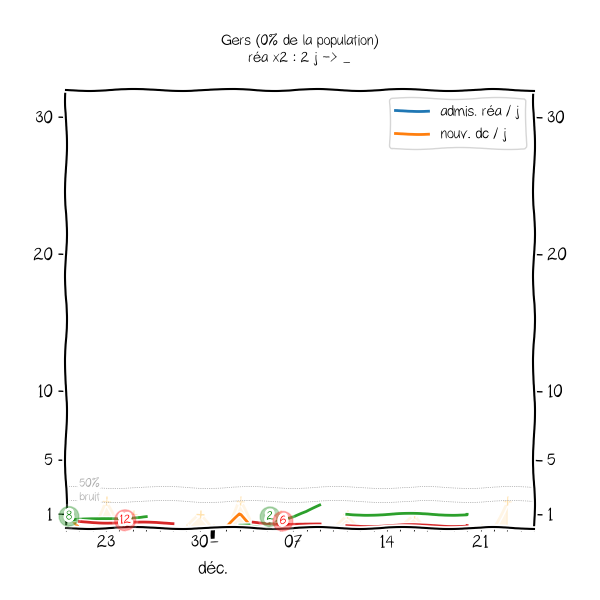 Gers (0% de la population)
réa x2 : 2 j -> _
admis. réa / j
nouv. dc / j
30 30
20 20
10 10
5 5
50%
bruit
1 8 12 2 6 1
23 30 07 14 21
déc.